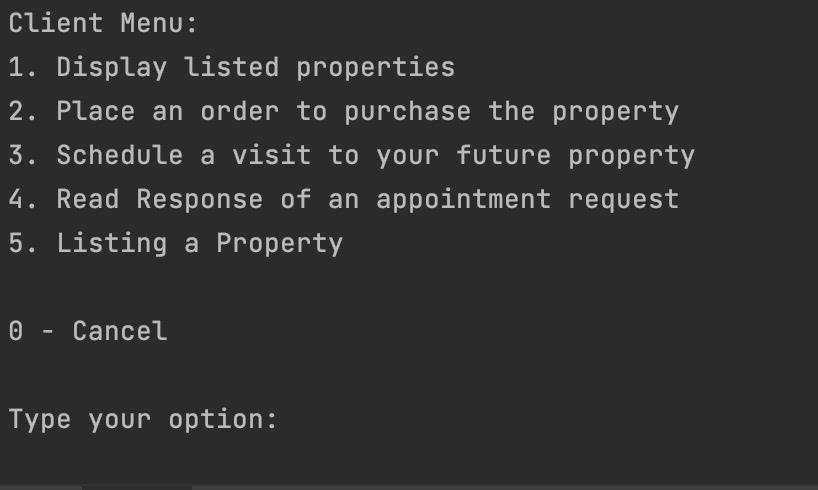 Client Menu:
1. Display listed properties
2. Place an order to purchase the property
3. Schedule a visit to your future property
4. Read Response of an appointment request
5. Listing a Property
0 - Cancel
Type your option: